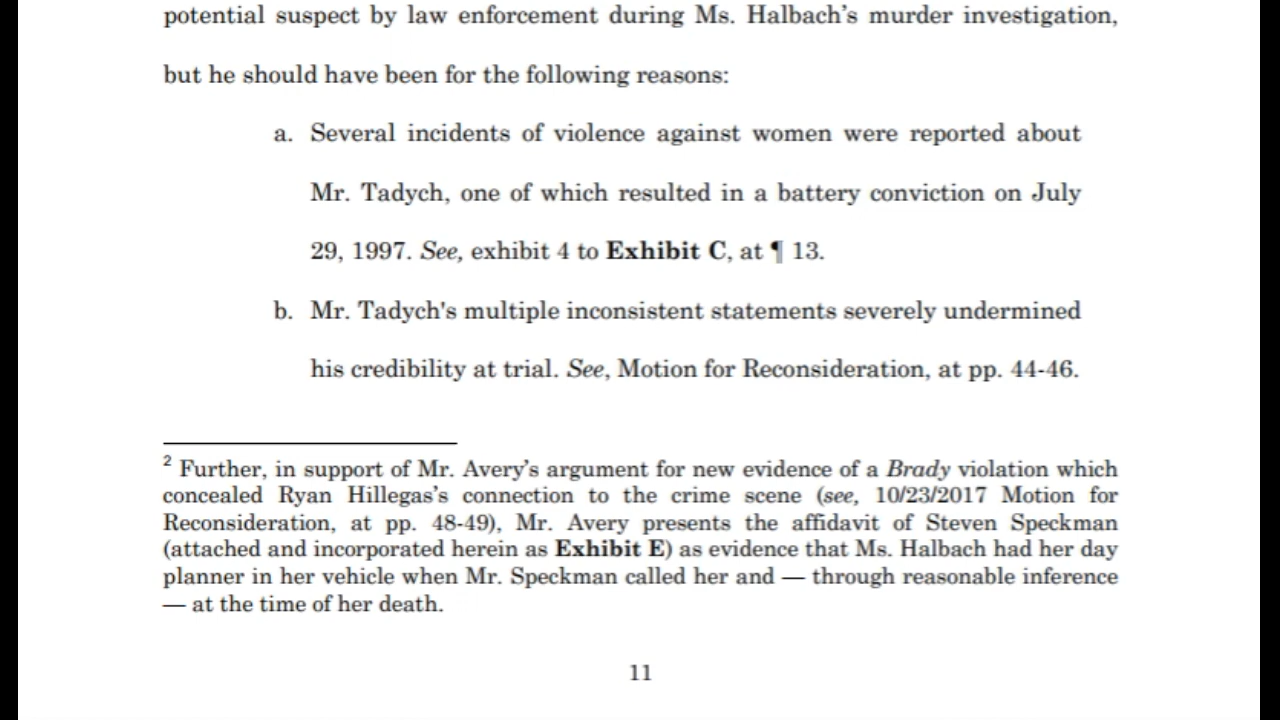 potential suspect by law enforcement during Ms. Halbach’s murder investigation,
but he should have been for the following reasons:
a. Several incidents of violence against women were reported about
Mr. Tadych, one of which resulted in a battery conviction on July
29, 1997. See, exhibit 4 to Exhibit C, at ¶ 13.
b. Mr. Tadych's multiple inconsistent statements severely undermined
his credibility at trial. See, Motion for Reconsideration, at pp. 44-46.
2 Further, in support of Mr. Avery’s argument for new evidence of a Brady violation which
concealed Ryan Hillegas’s connection to the crime scene (see, 10/23/2017 Motion for
Reconsideration, at pp. 48-49), Mr. Avery presents the affidavit of Steven Speckman
(attached and incorporated herein as Exhibit E) as evidence that Ms. Halbach had her day
planner in her vehicle when Mr. Speckman called her and — through reasonable inference
— at the time of her death.
11